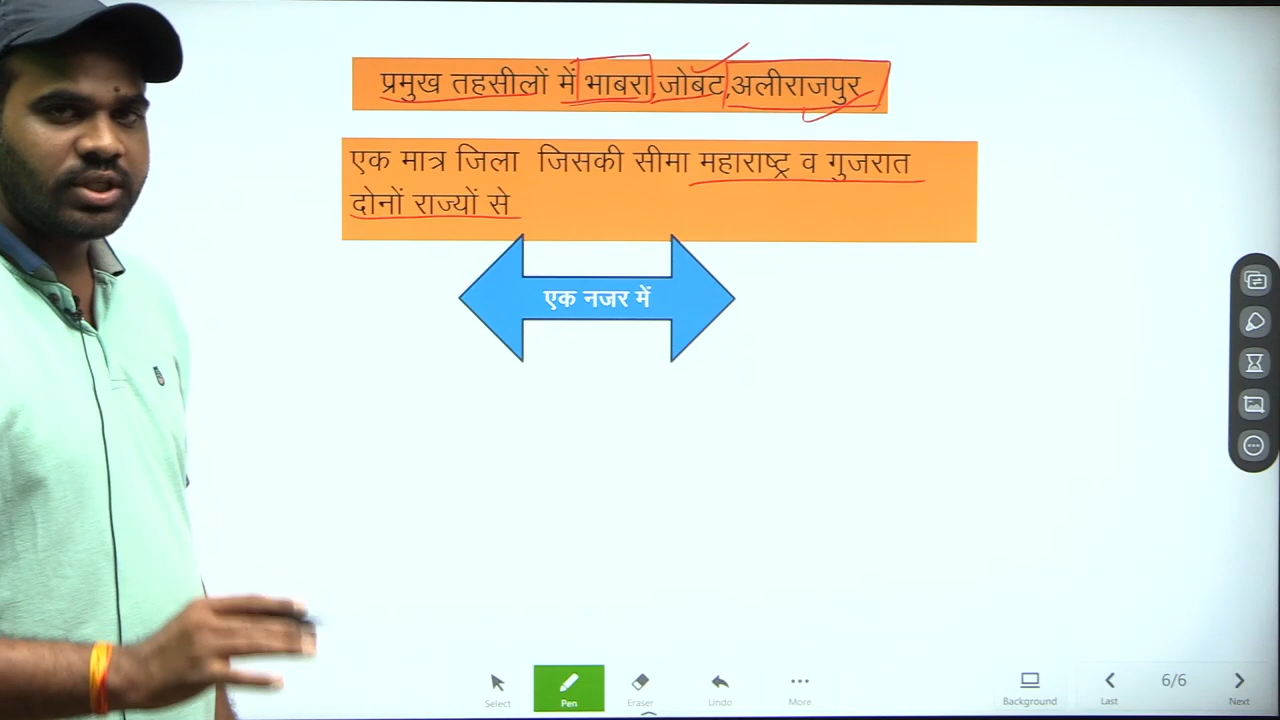 प्रमुख तहसीलों में भाबरा,जोबट,अलीराजपुर
एक मात्र जिला जिसकी सीमा महाराष्ट्र व गुजरात
दोनों राज्यों से
एक नजर में
Select
Pen
Eraser
Undo
More
Background
Last
6/6
Next